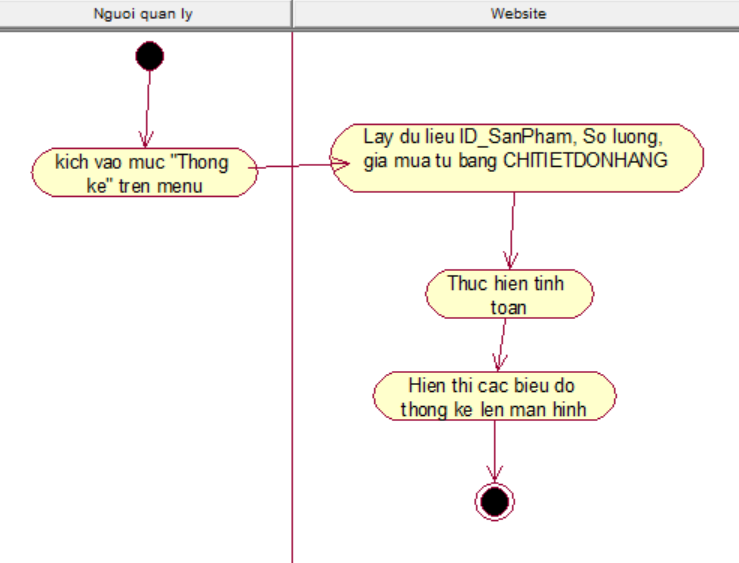 Nguoi quan ly
Website
kich vao muc "Thong
ke" tren menu
Lay du lieu ID_SanPham, So luong,
gia mua tu bang CHITIETDONHANG
Thuc hien tinh
toan
Hien thi cac bieu do
thong ke len man hinh